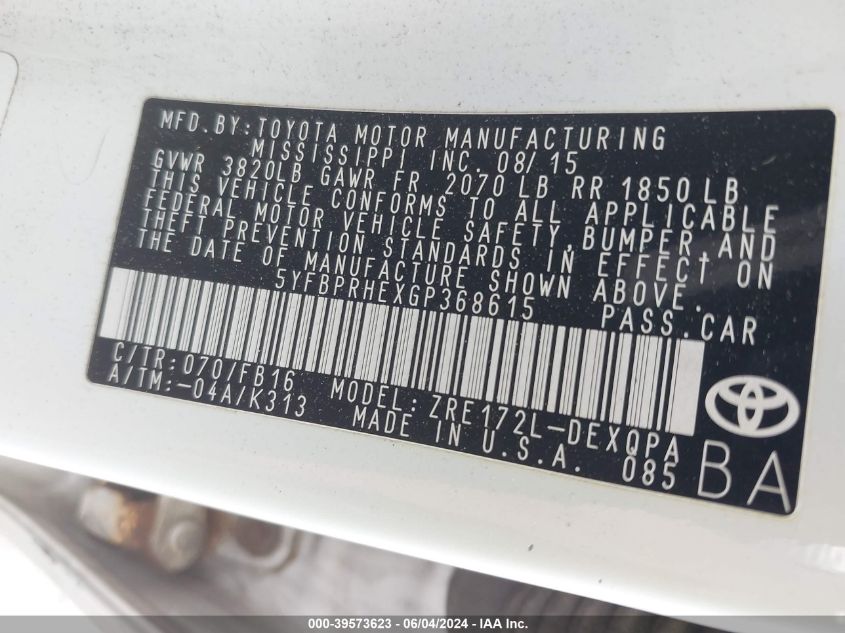 MFD.BY:TOYOTA MOTOR MANUFACTURING
MISSISSIPPI INC. 08/15
GVWR 3820LB GAWR FR 2070 LB RR 1850LB
THIS VEHICLE CONFORMS TO ALL APPLICABLE
FEDERAL MOTOR VEHICLE SAFETY,BUMPER AND
THEFT PREVENTION STANDARDS IN EFFECT ON
THE DATE OF MANUFACTURE SHOWN ABOVE.
5YFBPRHEXGP368615 PASS.CAR
C/TR:070/FB16 MODEL:ZRE172L-DEXQPA
A/TM:-04A/K313 MADE IN U.S.A. 085
BA
000-39573623 - 06/04/2024 - IAAI Inc.